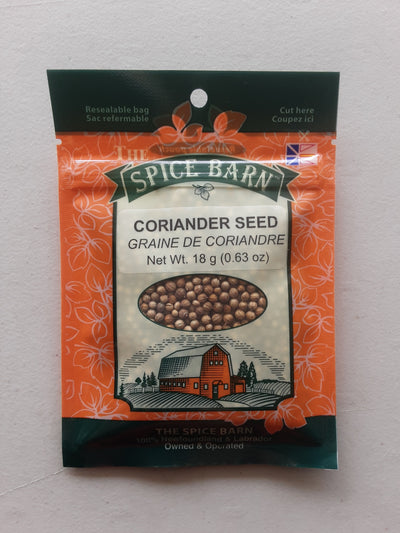 Resealable bag
Sac refermable
Cut here
Coupez ici
THE
SPICE BARN
CORIANDER SEED
GRAINE DE CORIANDRE
Net Wt. 18 g (0.63 oz)
THE SPICE BARN
100% Newfoundland & Labrador
Owned & Operated